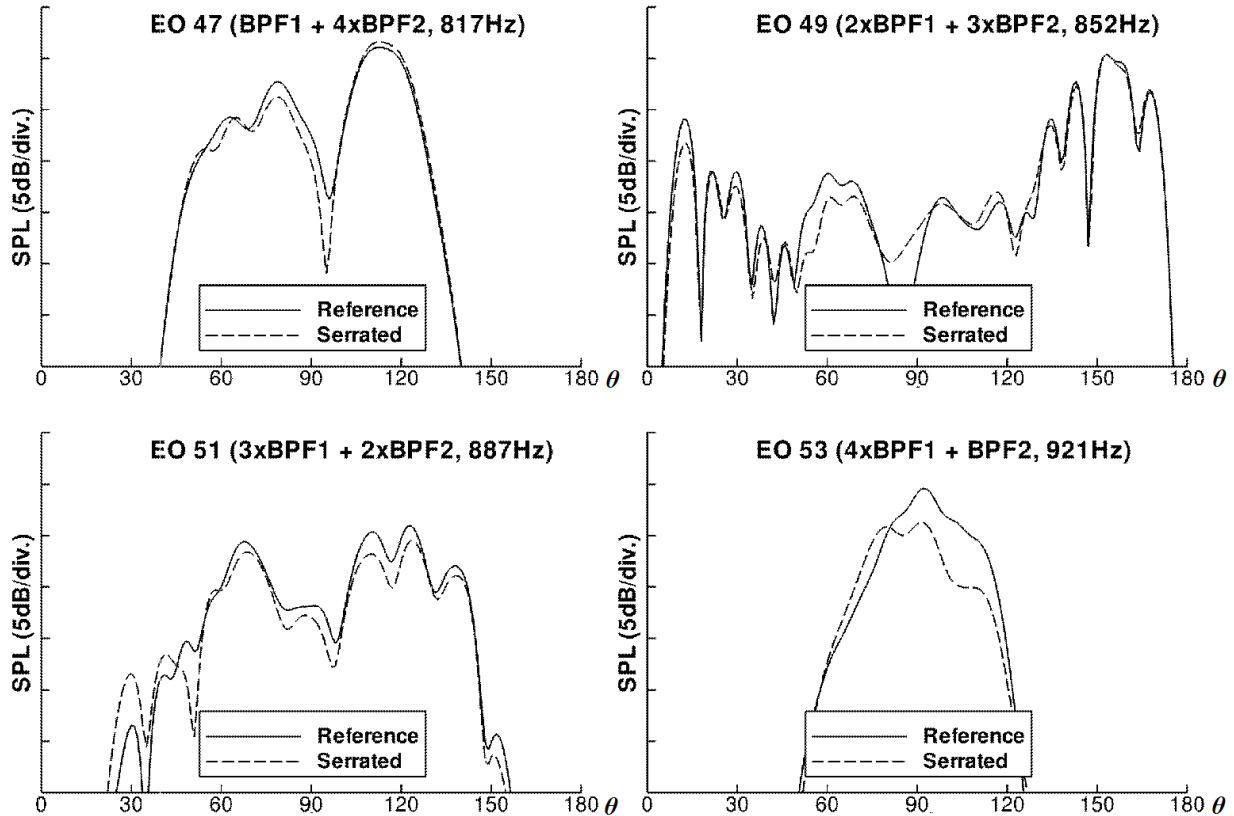 EO 47 (BPF1 + 4xBPF2, 817Hz)
SPL (5dB/div.)
Reference
Serrated
0 30 60 90 120 150 180 θ
EO 49 (2xBPF1 + 3xBPF2, 852Hz)
SPL (5dB/div.)
Reference
Serrated
0 30 60 90 120 150 180 θ
EO 51 (3xBPF1 + 2xBPF2, 887Hz)
SPL (5dB/div.)
Reference
Serrated
0 30 60 90 120 150 180 θ
EO 53 (4xBPF1 + BPF2, 921Hz)
SPL (5dB/div.)
Reference
Serrated
0 30 60 90 120 150 180 θ